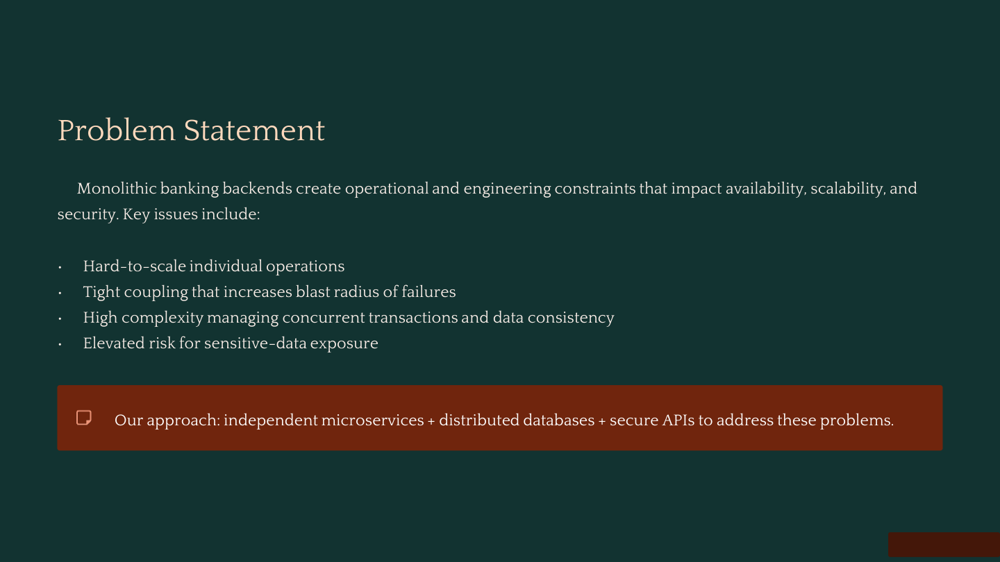 Problem Statement
Monolithic banking backends create operational and engineering constraints that impact availability, scalability, and
security. Key issues include:
• Hard-to-scale individual operations
• Tight coupling that increases blast radius of failures
• High complexity managing concurrent transactions and data consistency
• Elevated risk for sensitive-data exposure
Our approach: independent microservices + distributed databases + secure APIs to address these problems.